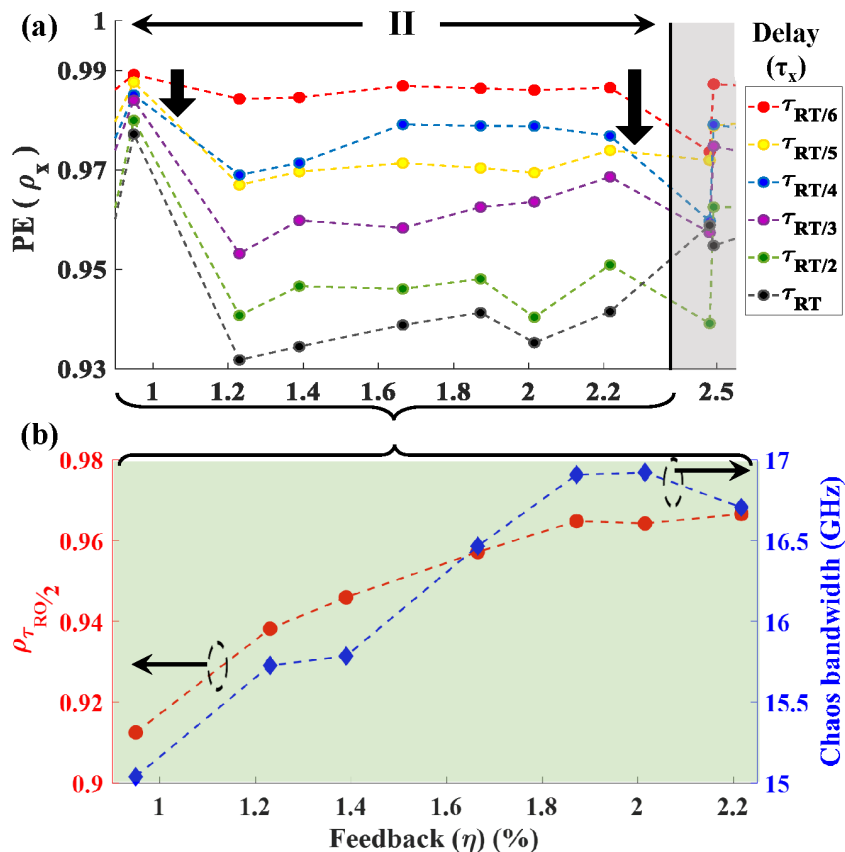 (a)
II
1
0.99
0.97
0.95
0.93
PE ( ρx )
1
1.2
1.4
1.6
1.8
2
2.2
2.5
Delay
(τx)
τRT/6
τRT/5
τRT/4
τRT/3
τRT/2
τRT
(b)
0.98
0.96
0.94
0.92
0.9
ρτRO/2
17
16.5
16
15.5
15
Chaos bandwidth (GHz)
1
1.2
1.4
1.6
1.8
2
2.2
Feedback (η) (%)